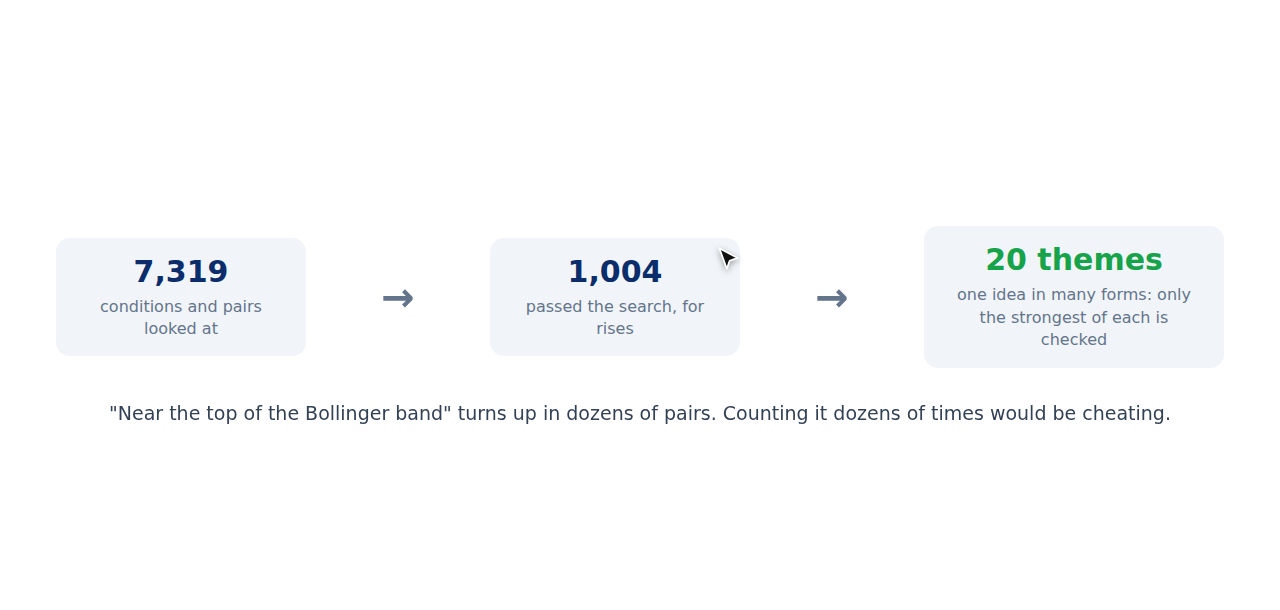 7,319
conditions and pairs
looked at
→
1,004
passed the search, for
rises
→
20 themes
one idea in many forms: only
the strongest of each is
checked
"Near the top of the Bollinger band" turns up in dozens of pairs. Counting it dozens of times would be cheating.